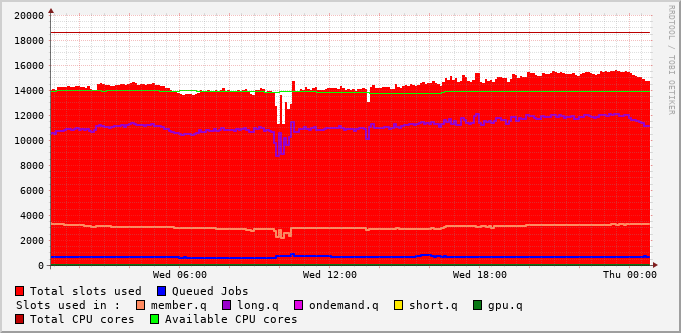 20000
18000
16000
14000
12000
10000
8000
6000
4000
2000
0
Wed 06:00 Wed 12:00 Wed 18:00 Thu 00:00
RRDTOOL / TOBI OETIKER
Total slots used Queued Jobs
Slots used in : member.q long.q ondemand.q short.q gpu.q
Total CPU cores Available CPU cores